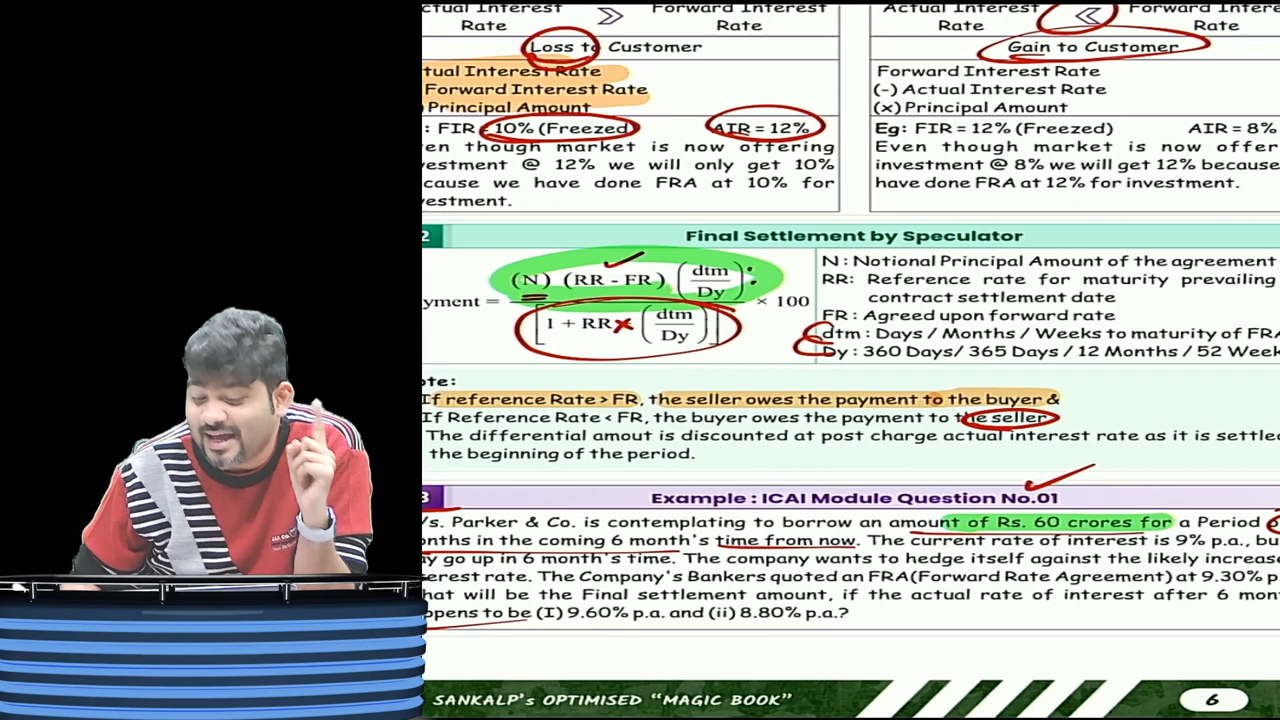 ctual Interest
Rate
>
Forward Interest
Rate
Loss to Customer
tual Interest Rate
Forward Interest Rate
Principal Amount
: FIR = 10% (Freezed) AIR = 12%
en though market is now offering
vestment @ 12% we will only get 10%
cause we have done FRA at 10% for
vestment.
Actual Interest
Rate
<
Forward Interest
Rate
Gain to Customer
Forward Interest Rate
(-) Actual Interest Rate
(x) Principal Amount
Eg: FIR = 12% (Freezed) AIR = 8%
Even though market is now offer
investment @ 8% we will get 12% because
have done FRA at 12% for investment.
2 Final Settlement by Speculator
yment = (N) (RR - FR) (dtm/Dy) / [1 + RR × (dtm/Dy)] × 100
N : Notional Principal Amount of the agreement
RR: Reference rate for maturity prevailing
contract settlement date
FR : Agreed upon forward rate
dtm : Days / Months / Weeks to maturity of FRA
Dy : 360 Days/ 365 Days / 12 Months / 52 Week
ote:
If reference Rate > FR, the seller owes the payment to the buyer &
If Reference Rate < FR, the buyer owes the payment to the seller
The differential amout is discounted at post charge actual interest rate as it is settle
the beginning of the period.
3 Example : ICAI Module Question No.01
/s. Parker & Co. is contemplating to borrow an amount of Rs. 60 crores for a Period
onths in the coming 6 month's time from now. The current rate of interest is 9% p.a., bu
ay go up in 6 month's time. The company wants to hedge itself against the likely increase
erest rate. The Company's Bankers quoted an FRA(Forward Rate Agreement) at 9.30% p
hat will be the Final settlement amount, if the actual rate of interest after 6 mon
ppens to be (I) 9.60% p.a. and (ii) 8.80% p.a.?
SANKALP's OPTIMISED "MAGIC BOOK"
6